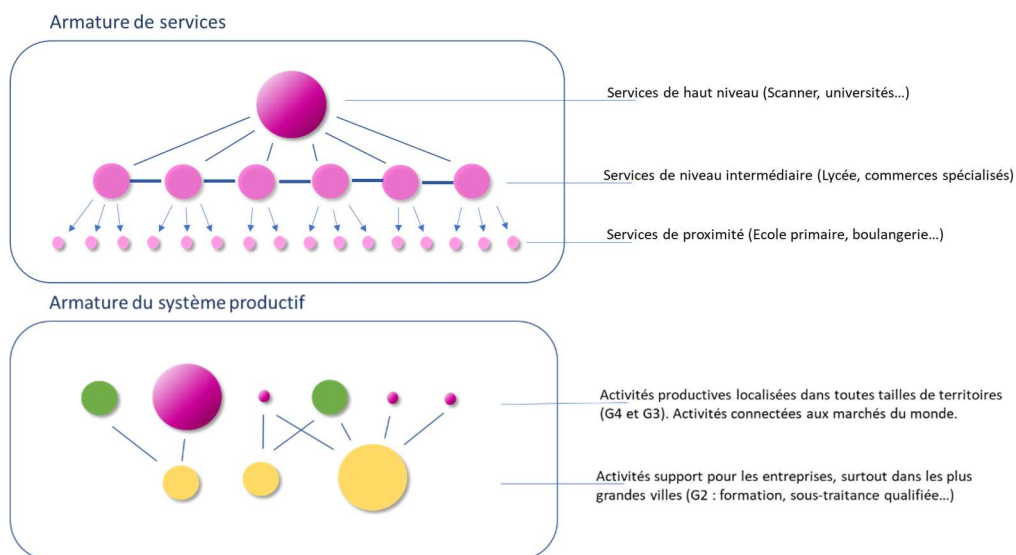 Armature de services
Services de haut niveau (Scanner, universités…)
Services de niveau intermédiaire (Lycée, commerces spécialisés)
Services de proximité (Ecole primaire, boulangerie…)
Armature du système productif
Activités productives localisées dans toutes tailles de territoires
(G4 et G3). Activités connectées aux marchés du monde.
Activités support pour les entreprises, surtout dans les plus
grandes villes (G2 : formation, sous-traitance qualifiée…)